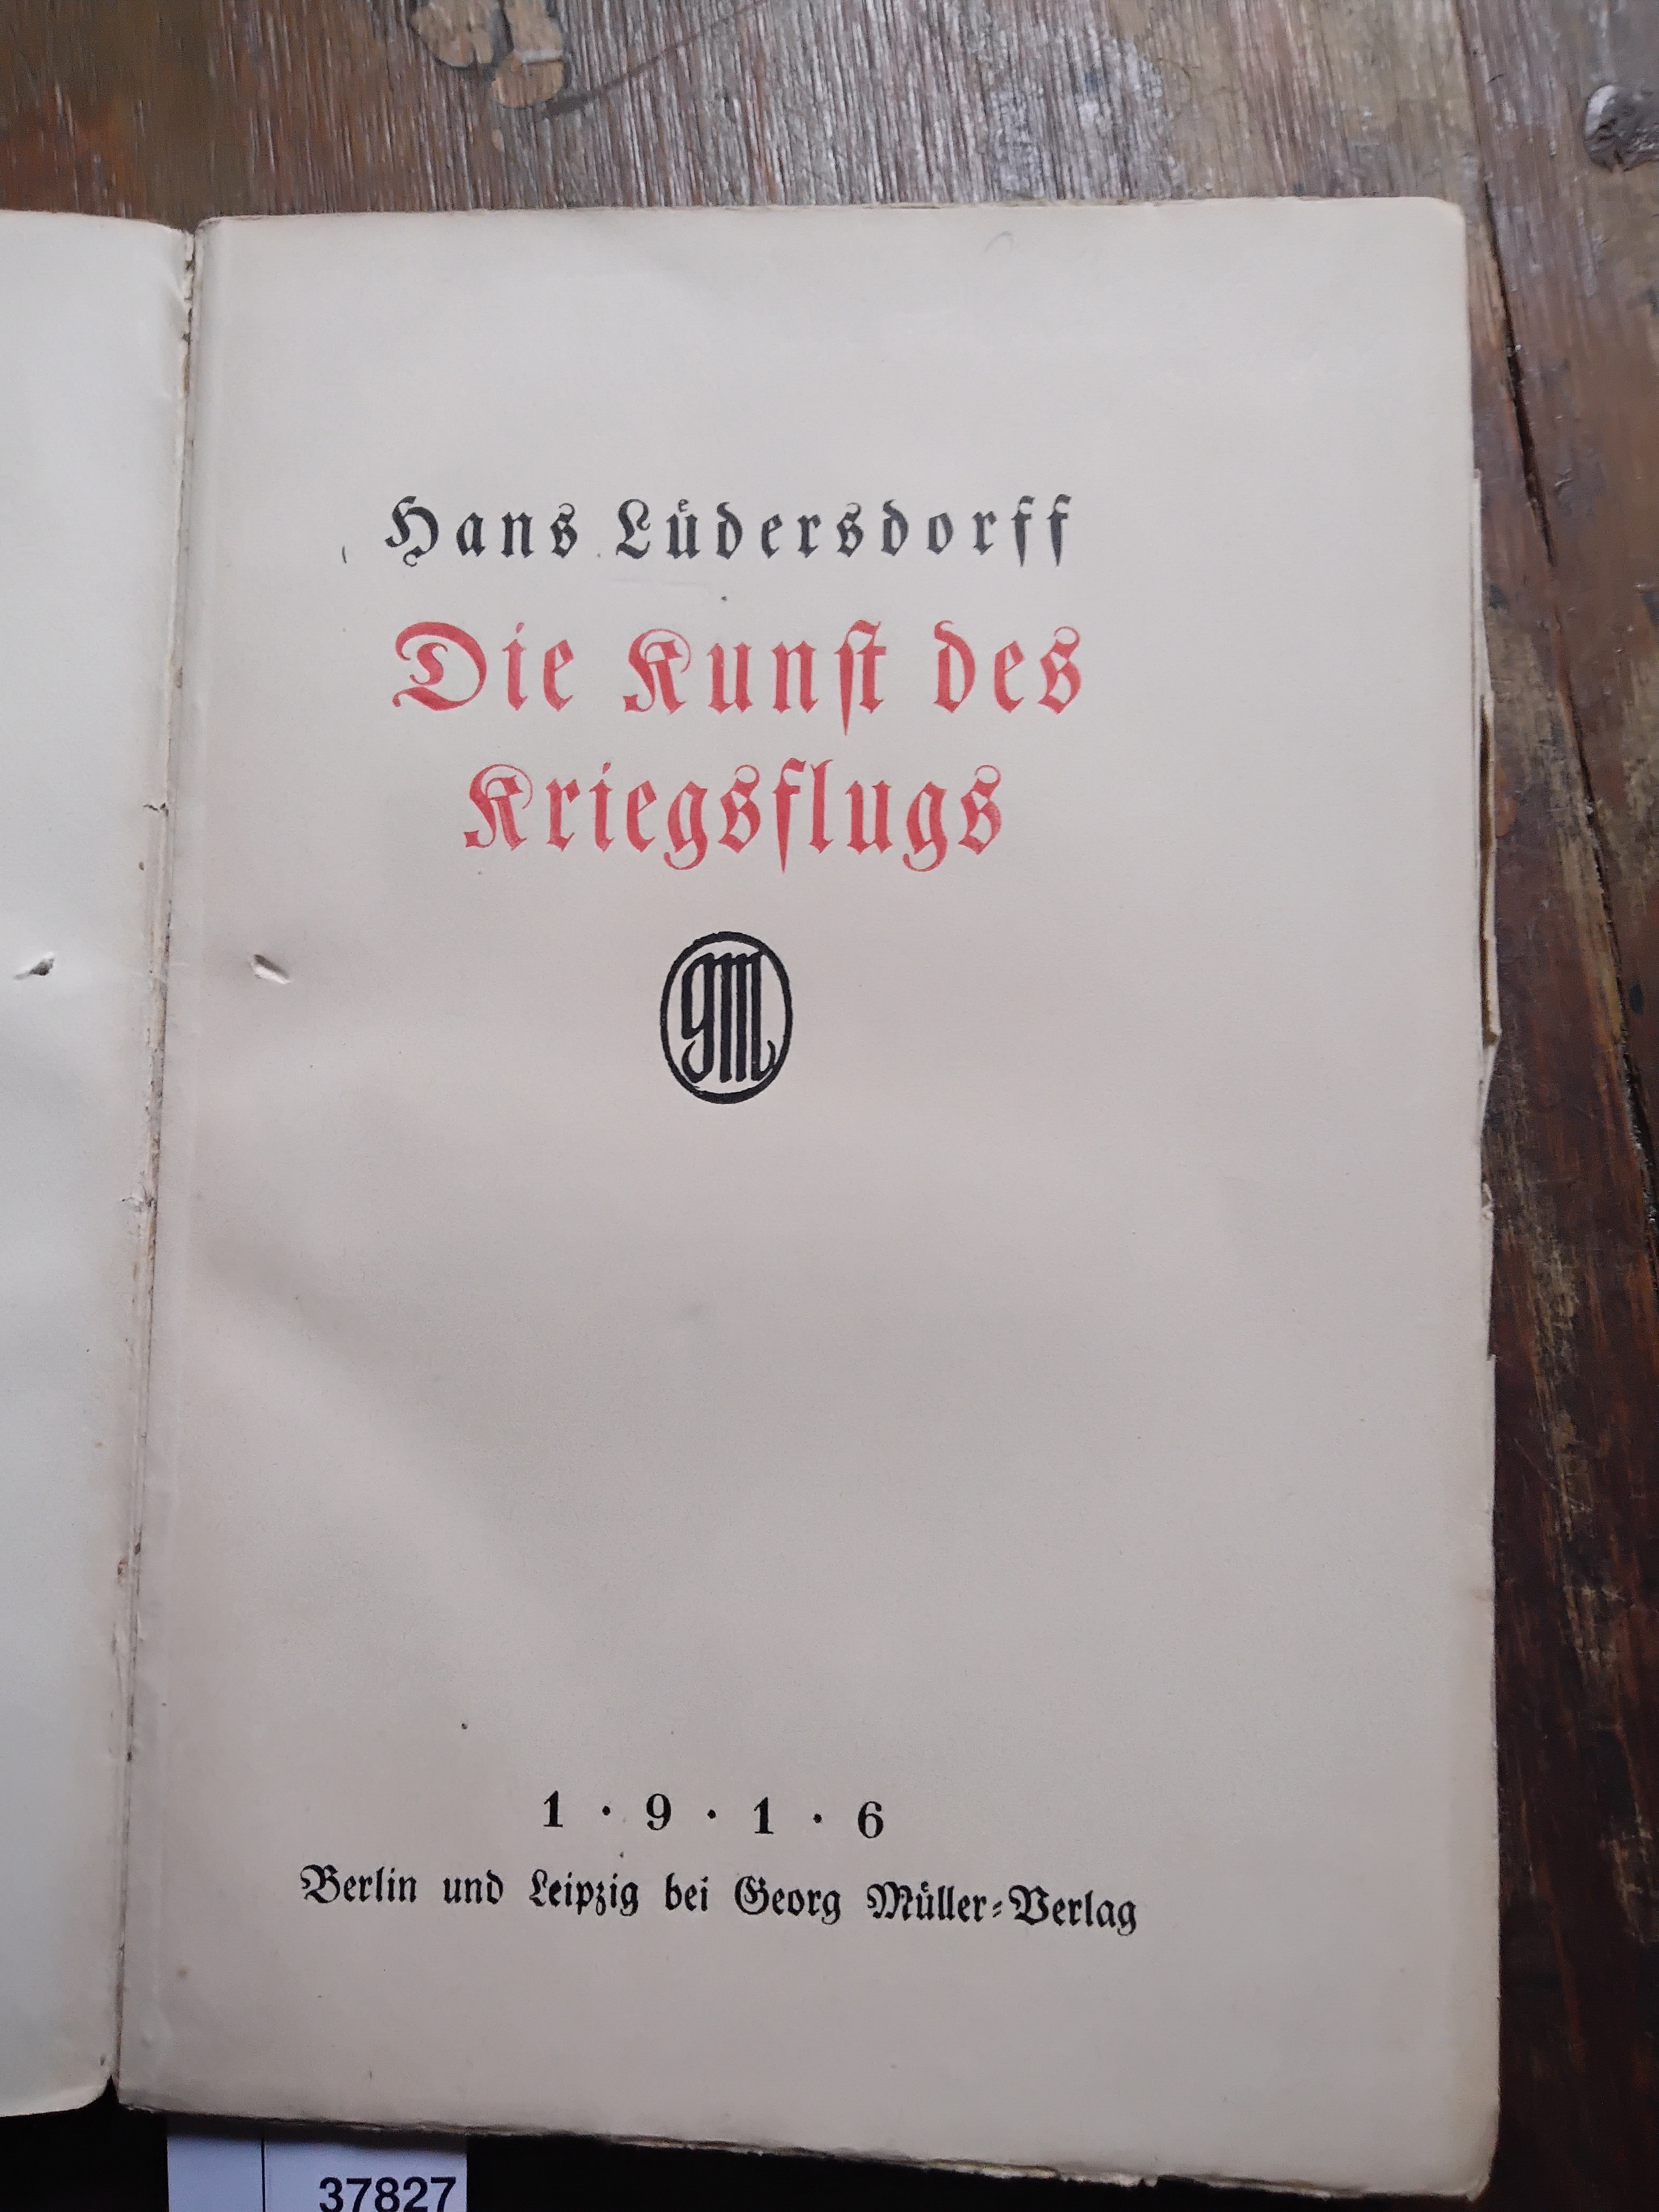 Hans Lüdersdorff
Die Kunst des
Kriegsflugs
GM
1 · 9 · 1 · 6
Berlin und Leipzig bei Georg Müller-Verlag
37827